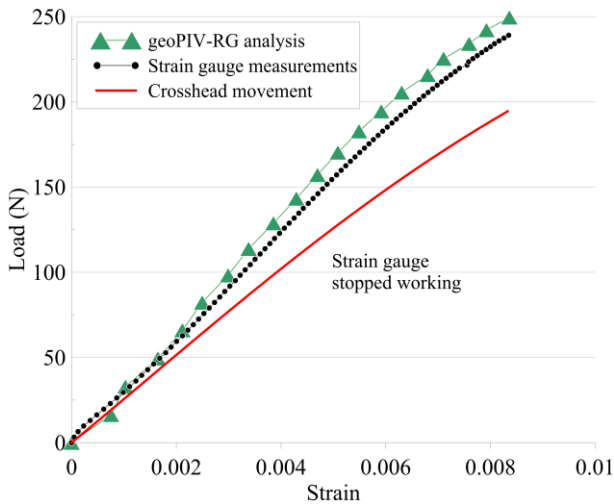 geoPIV-RG analysis
Strain gauge measurements
Crosshead movement
300
250
200
150
100
50
0
Load (N)
Strain gauge
stopped working
0 0.002 0.004 0.006 0.008 0.01
Strain